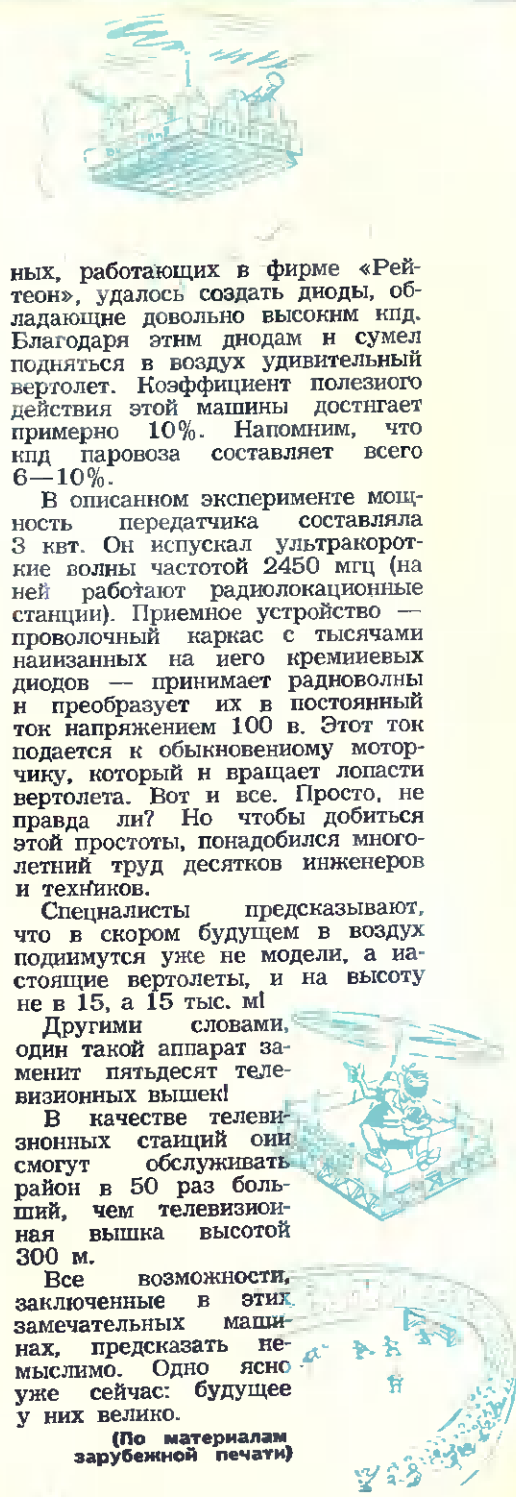 ных, работающих в фирме «Рей-
теон», удалось создать диоды, об-
ладающие довольно высоким кпд.
Благодаря этим диодам и сумел
подняться в воздух удивительный
вертолет. Коэффициент полезного
действия этой машины достигает
примерно 10%. Напомним, что
кпд паровоза составляет всего
6—10%.
В описанном эксперименте мощ-
ность передатчика составляла
3 квт. Он испускал ультракорот-
кие волны частотой 2450 мгц (на
ней работают радиолокационные
станции). Приемное устройство —
проволочный каркас с тысячами
нанизанных на него кремниевых
диодов — принимает радиоволны
и преобразует их в постоянный
ток напряжением 100 в. Этот ток
подается к обыкновенному мотор-
чику, который и вращает лопасти
вертолета. Вот и все. Просто, не
правда ли? Но чтобы добиться
этой простоты, понадобился много-
летний труд десятков инженеров
и техников.
Специалисты предсказывают,
что в скором будущем в воздух
поднимутся уже не модели, а на-
стоящие вертолеты, и на высоту
не в 15, а 15 тыс. м!
Другими словами,
один такой аппарат за-
менит пятьдесят теле-
визионных вышек!
В качестве телеви-
зионных станций они
смогут обслуживать
район в 50 раз боль-
ший, чем телевизион-
ная вышка высотой
300 м.
Все возможности,
заключенные в этих
замечательных маши-
нах, предсказать не-
мыслимо. Одно ясно
уже сейчас: будущее
у них велико.
(По материалам
зарубежной печати)